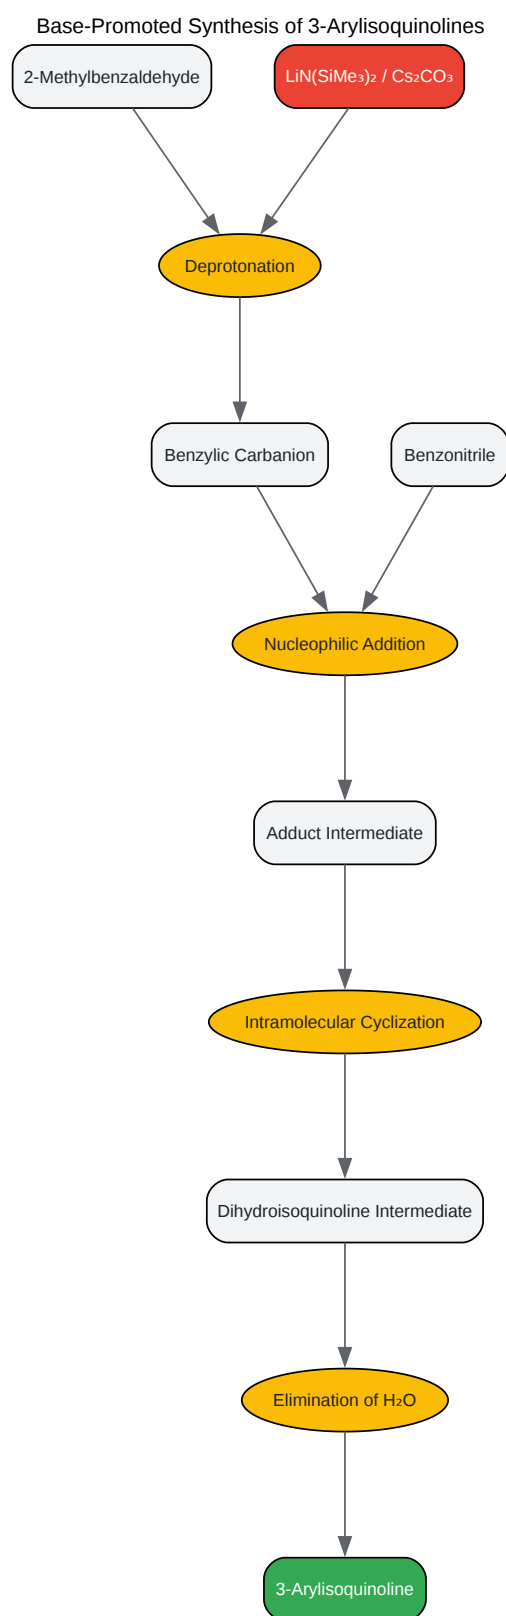 Base-Promoted Synthesis of 3-Arylisoquinolines
2-Methylbenzaldehyde
LiN(SiMe₃)₂ / Cs₂CO₃
Deprotonation
Benzylic Carbanion
Benzonitrile
Nucleophilic Addition
Adduct Intermediate
Intramolecular Cyclization
Dihydroisoquinoline Intermediate
Elimination of H₂O
3-Arylisoquinoline